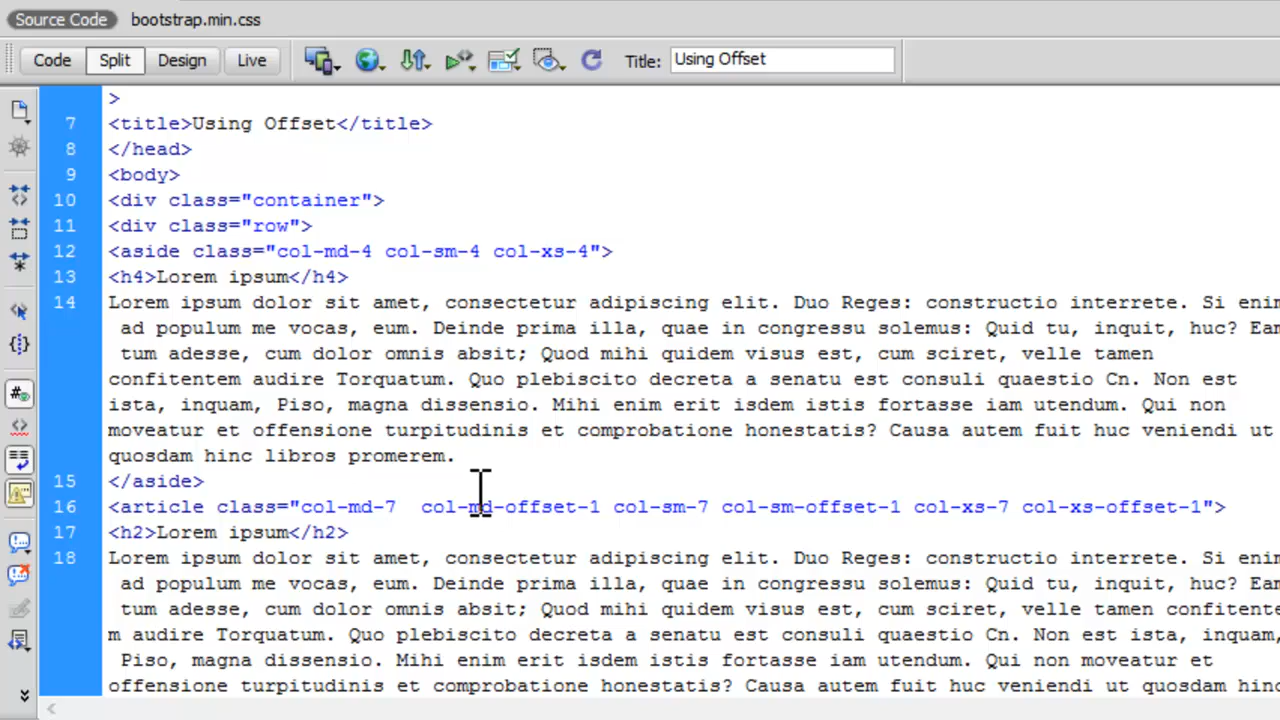 Source Code bootstrap.min.css
Code Split Design Live Title: Using Offset
>
7 <title>Using Offset</title>
8 </head>
9 <body>
10 <div class="container">
11 <div class="row">
12 <aside class="col-md-4 col-sm-4 col-xs-4">
13 <h4>Lorem ipsum</h4>
14 Lorem ipsum dolor sit amet, consectetur adipiscing elit. Duo Reges: constructio interrete. Si enim
ad populum me vocas, eum. Deinde prima illa, quae in congressu solemus: Quid tu, inquit, huc? Eam
tum adesse, cum dolor omnis absit; Quod mihi quidem visus est, cum sciret, velle tamen
confitentem audire Torquatum. Quo plebiscito decreta a senatu est consuli quaestio Cn. Non est
ista, inquam, Piso, magna dissensio. Mihi enim erit isdem istis fortasse iam utendum. Qui non
moveatur et offensione turpitudinis et comprobatione honestatis? Causa autem fuit huc veniendi ut
quosdam hinc libros promerem.
15 </aside>
16 <article class="col-md-7  col-md-offset-1 col-sm-7 col-sm-offset-1 col-xs-7 col-xs-offset-1">
17 <h2>Lorem ipsum</h2>
18 Lorem ipsum dolor sit amet, consectetur adipiscing elit. Duo Reges: constructio interrete. Si enim
ad populum me vocas, eum. Deinde prima illa, quae in congressu solemus: Quid tu, inquit, huc? Eam
tum adesse, cum dolor omnis absit; Quod mihi quidem visus est, cum sciret, velle tamen confitente
m audire Torquatum. Quo plebiscito decreta a senatu est consuli quaestio Cn. Non est ista, inquam,
Piso, magna dissensio. Mihi enim erit isdem istis fortasse iam utendum. Qui non moveatur et
offensione turpitudinis et comprobatione honestatis? Causa autem fuit huc veniendi ut quosdam hinc